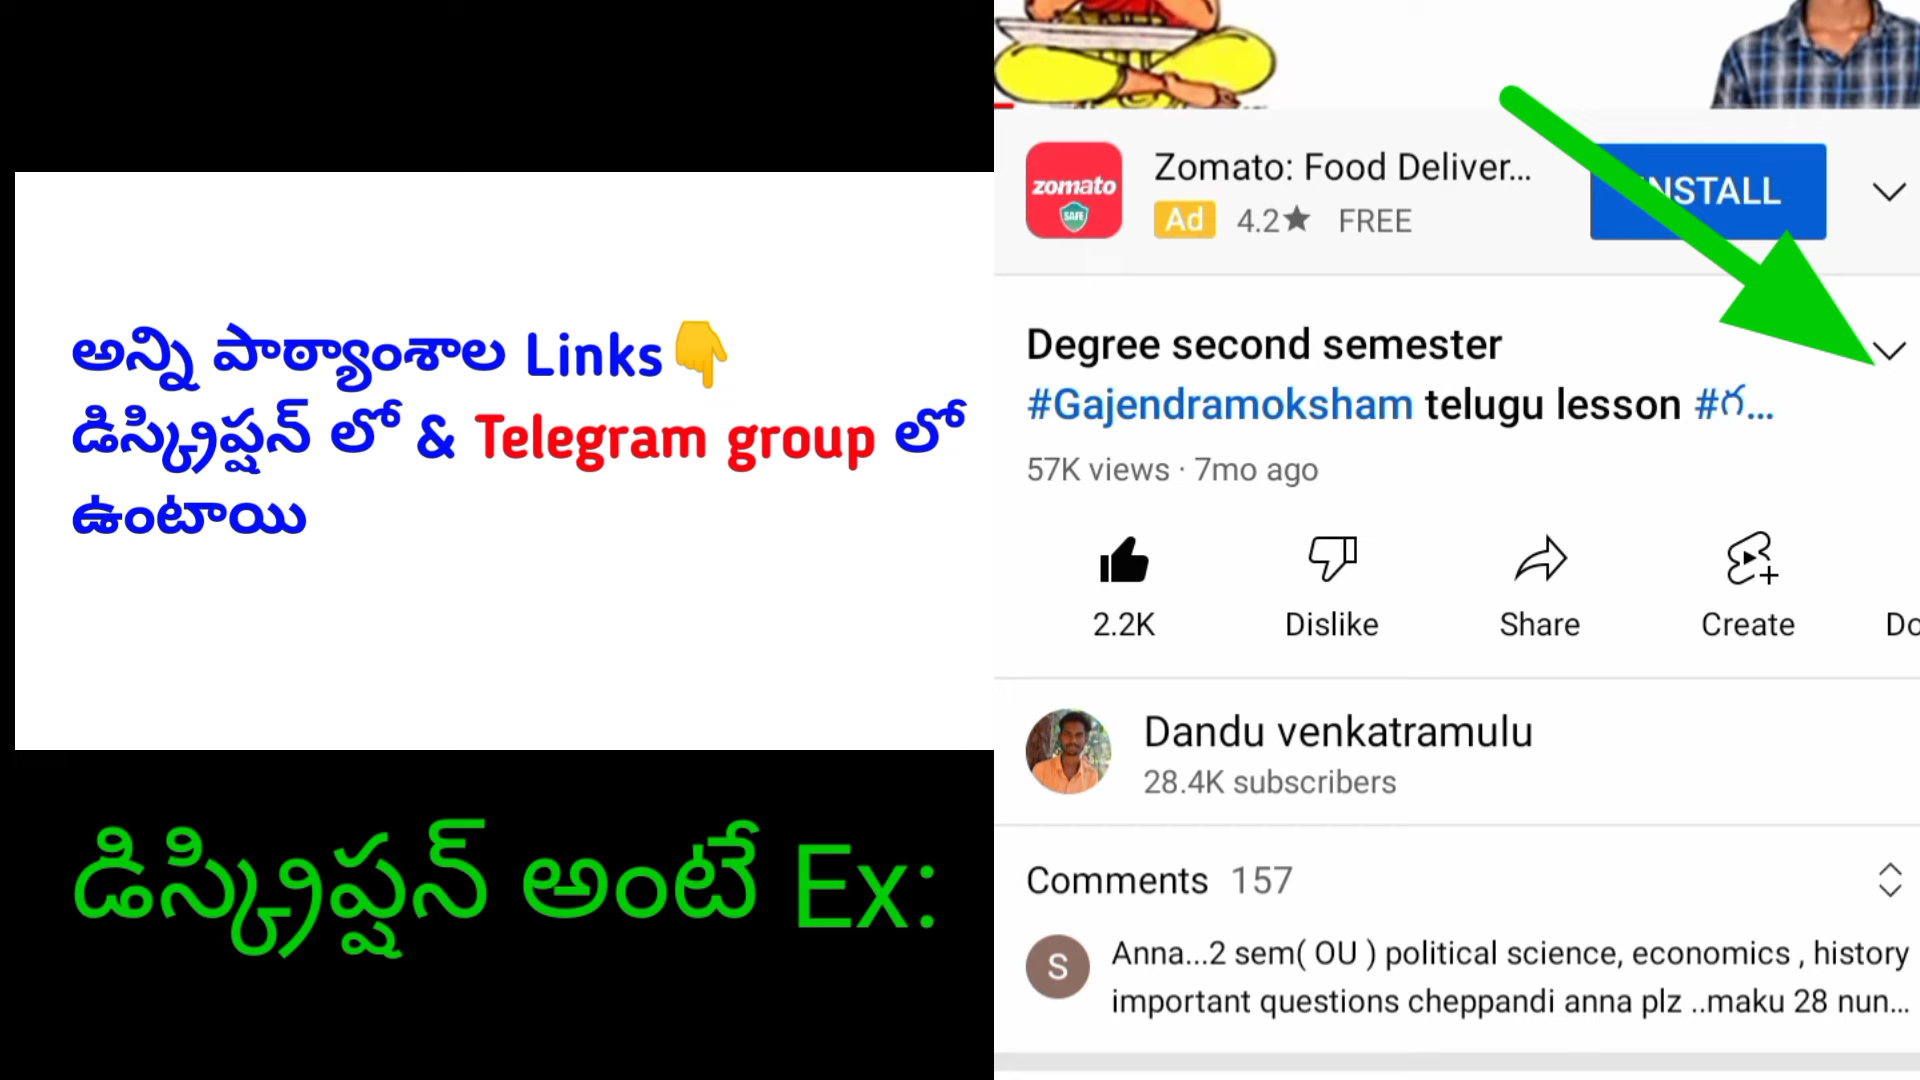 అన్ని పాఠ్యాంశాల Links👇
డిస్క్రిప్షన్ లో & Telegram group లో
ఉంటాయి
డిస్క్రిప్షన్ అంటే Ex:
zomato
SAFE
Zomato: Food Deliver...
Ad 4.2★ FREE
INSTALL
Degree second semester
#Gajendramoksham telugu lesson #గ...
57K views · 7mo ago
2.2K
Dislike
Share
Create
Do
Dandu venkatramulu
28.4K subscribers
Comments 157
S
Anna...2 sem( OU ) political science, economics , history
important questions cheppandi anna plz ..maku 28 nun...